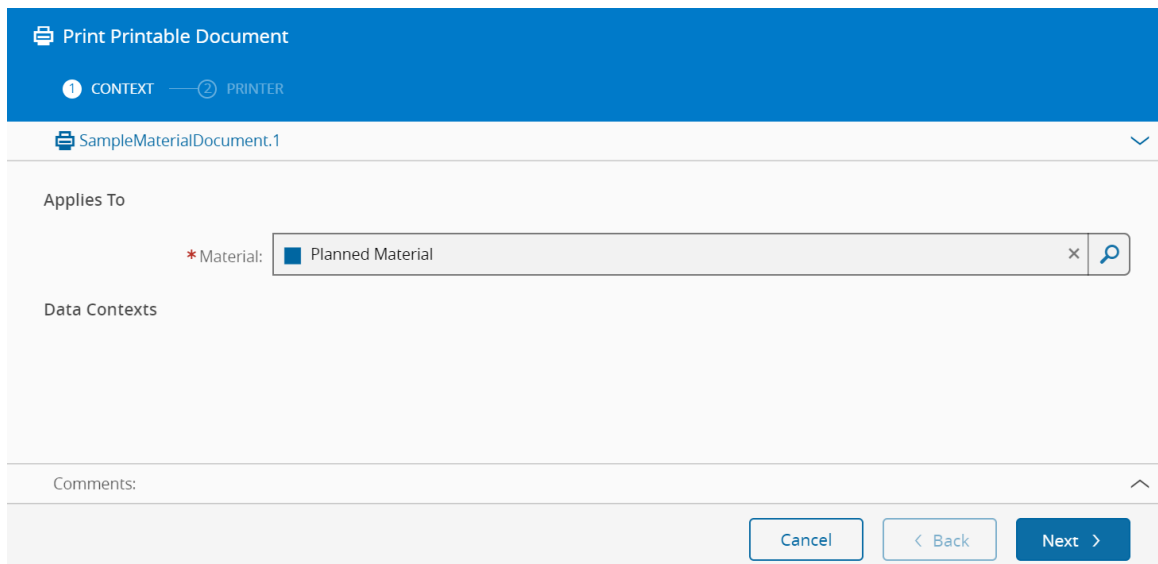 Print Printable Document
1 CONTEXT 2 PRINTER
SampleMaterialDocument.1
Applies To
*Material: Planned Material
Data Contexts
Comments:
Cancel Back Next